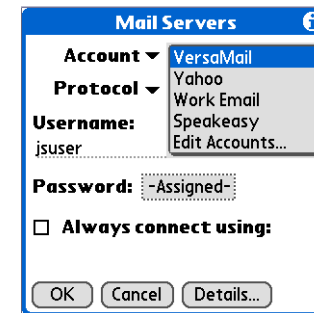 Mail Servers
Account
VersaMail
Yahoo
Protocol
Work Email
Username:
Speakeasy
jsuser
Edit Accounts...
Password: -Assigned-
Always connect using:
OK Cancel Details...